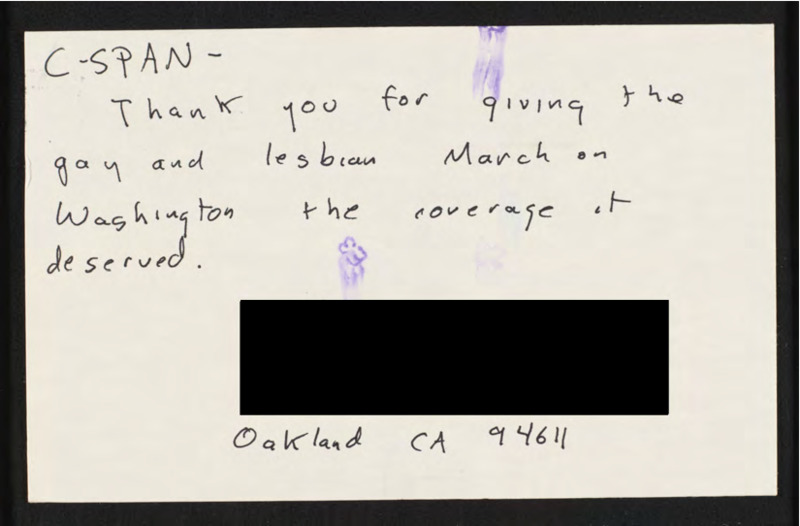 C-SPAN-
Thank you for giving the
gay and lesbian March on
Washington the coverage it
deserved.
Oakland CA 94611